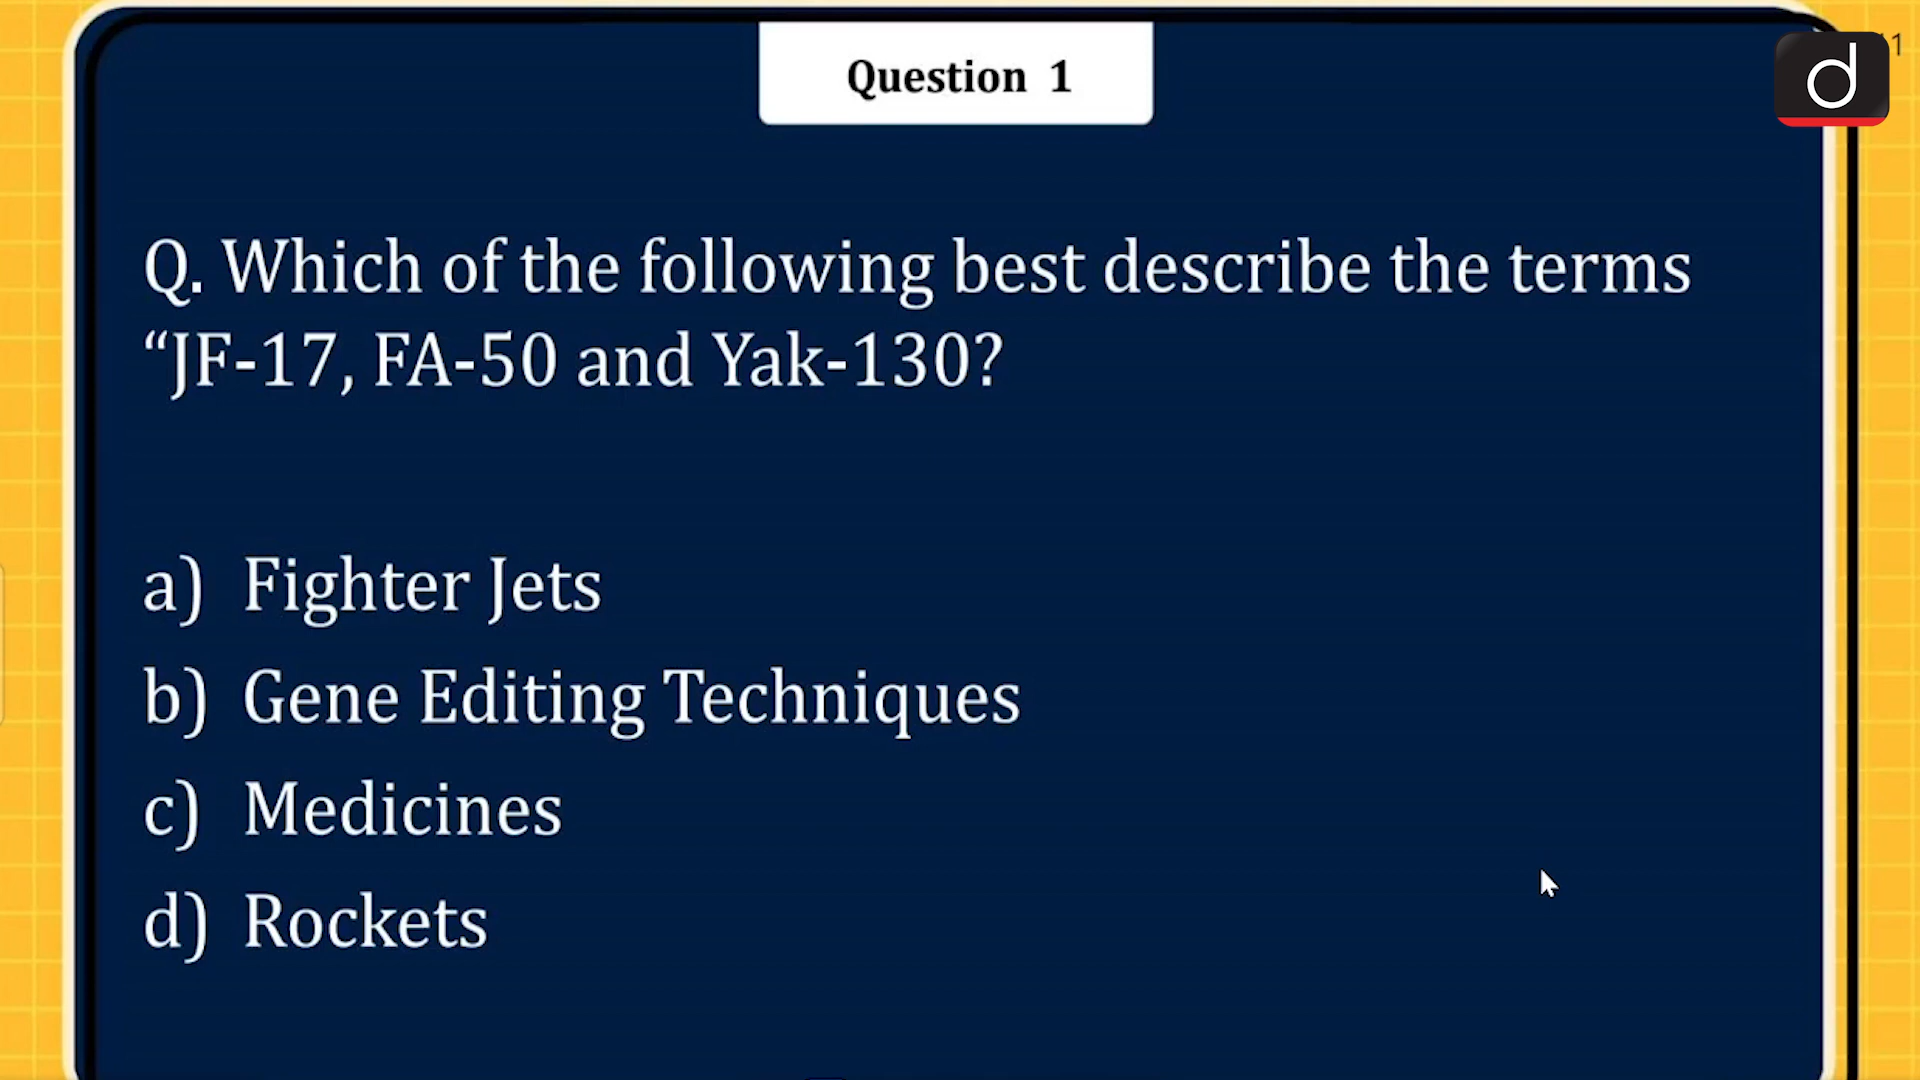 Question 1
1
Q. Which of the following best describe the terms
“JF-17, FA-50 and Yak-130?
a) Fighter Jets
b) Gene Editing Techniques
c) Medicines
d) Rockets